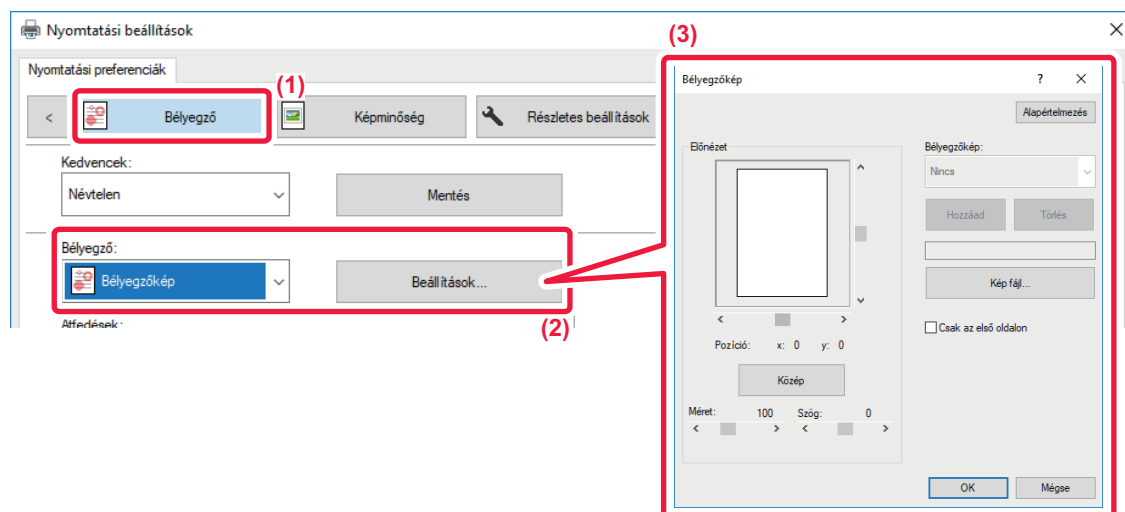 Nyomtatási beállítások
(3)
Nyomtatási preferenciák
(1)
< Bélyegző Képminőség Részletes beállítások
Kedvencek:
Névtelen Mentés
Bélyegző:
Bélyegzőkép Beállítások...
Átfedések:
(2)
Bélyegzőkép ?
Alapértelmezés
Előnézet
Bélyegzőkép:
Nincs
Hozzáad Törlés
Kép fájl...
Csak az első oldalon
Pozíció: x: 0 y: 0
Közép
Méret: 100 Szög: 0
OK Mégse